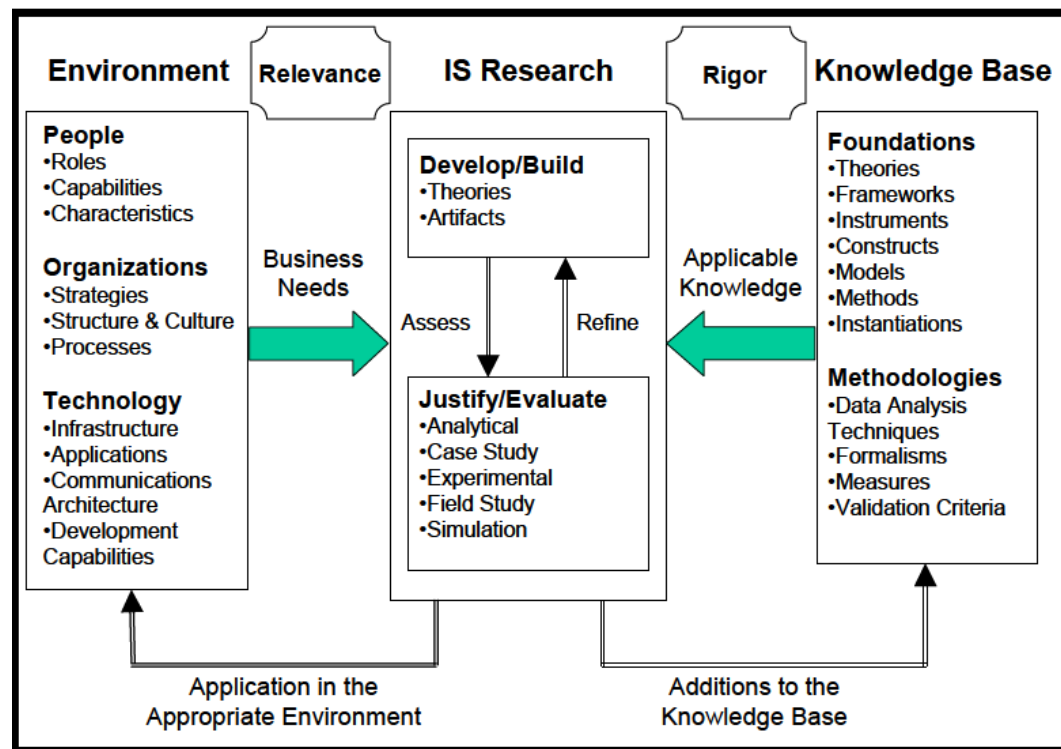 Environment
Relevance
IS Research
Rigor
Knowledge Base
People
•Roles
•Capabilities
•Characteristics
Organizations
•Strategies
•Structure & Culture
•Processes
Technology
•Infrastructure
•Applications
•Communications
Architecture
•Development
Capabilities
Business
Needs
Develop/Build
•Theories
•Artifacts
Assess
Refine
Justify/Evaluate
•Analytical
•Case Study
•Experimental
•Field Study
•Simulation
Applicable
Knowledge
Foundations
•Theories
•Frameworks
•Instruments
•Constructs
•Models
•Methods
•Instantiations
Methodologies
•Data Analysis
Techniques
•Formalisms
•Measures
•Validation Criteria
Application in the
Appropriate Environment
Additions to the
Knowledge Base